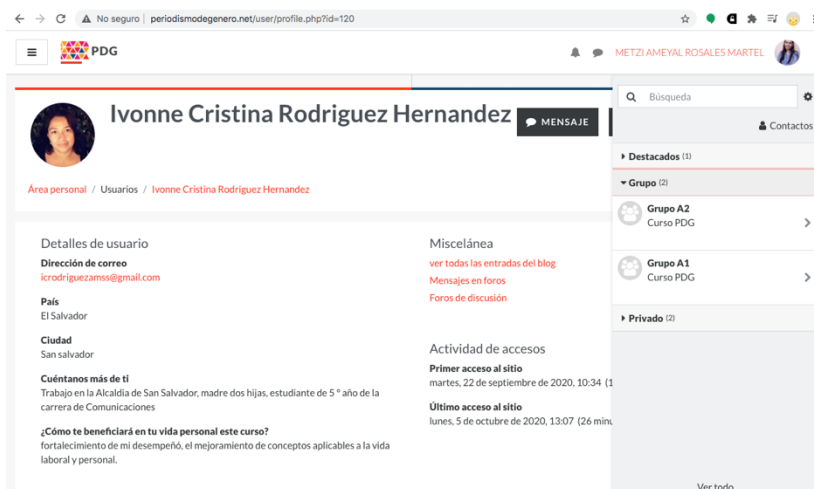 No seguro | periodismodegenero.net/user/profile.php?id=120
PDG
METZI AMEYAL ROSALES MARTEL
Ivonne Cristina Rodriguez Hernandez
MENSAJE
Área personal / Usuarios / Ivonne Cristina Rodriguez Hernandez
Detalles de usuario
Dirección de correo
icrodriguezamss@gmail.com
País
El Salvador
Ciudad
San salvador
Cuéntanos más de ti
Trabajo en la Alcaldia de San Salvador, madre dos hijas, estudiante de 5 º año de la
carrera de Comunicaciones
¿Cómo te beneficiará en tu vida personal este curso?
fortalecimiento de mi desempeñó, el mejoramiento de conceptos aplicables a la vida
laboral y personal.
Miscelánea
ver todas las entradas del blog
Mensajes en foros
Foros de discusión
Actividad de accesos
Primer acceso al sitio
martes, 22 de septiembre de 2020, 10:34 (1
Último acceso al sitio
lunes, 5 de octubre de 2020, 13:07 (26 minu
Búsqueda
Contactos
Destacados (1)
Grupo (2)
Grupo A2
Curso PDG
Grupo A1
Curso PDG
Privado (2)
Ver todo